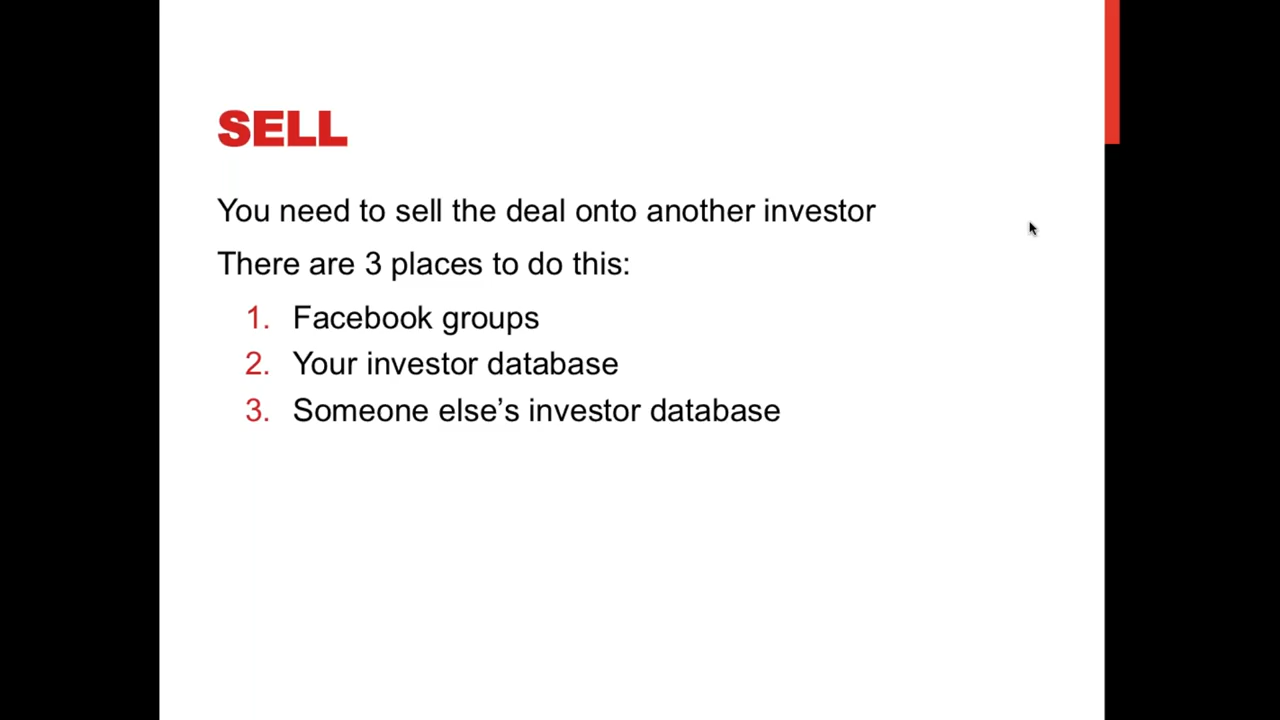 SELL
You need to sell the deal onto another investor
There are 3 places to do this:
1. Facebook groups
2. Your investor database
3. Someone else’s investor database